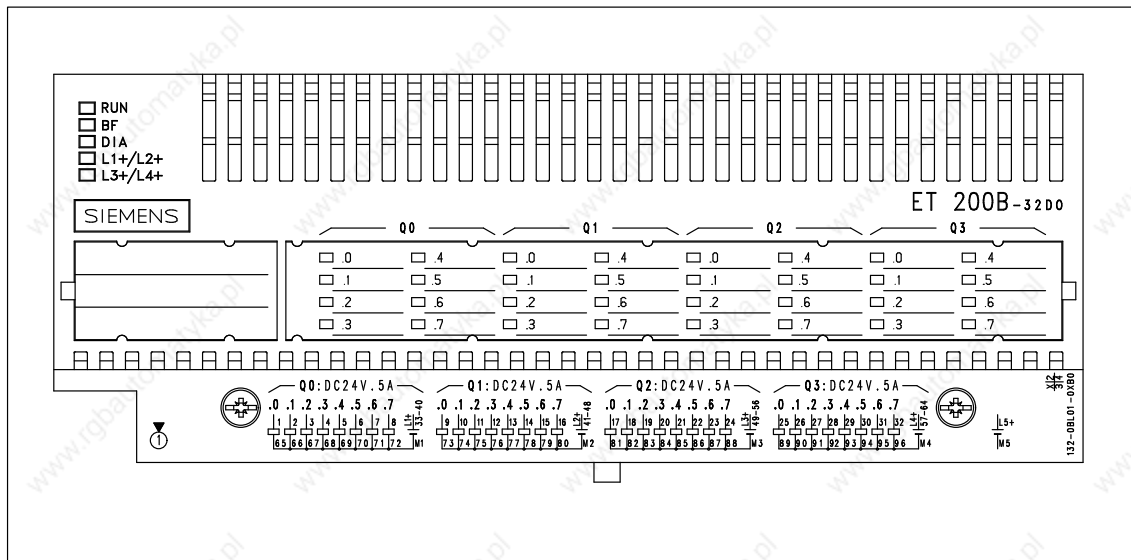 RUN
BF
DIA
L1+/L2+
L3+/L4+
SIEMENS
ET 200B-32DO
Q0 Q1 Q2 Q3
.0 .4 .0 .4 .0 .4 .0 .4
.1 .5 .1 .5 .1 .5 .1 .5
.2 .6 .2 .6 .2 .6 .2 .6
.3 .7 .3 .7 .3 .7 .3 .7
Q0:DC24V.5A Q1:DC24V.5A Q2:DC24V.5A Q3:DC24V.5A
.0 .1 .2 .3 .4 .5 .6 .7 .0 .1 .2 .3 .4 .5 .6 .7 .0 .1 .2 .3 .4 .5 .6 .7 .0 .1 .2 .3 .4 .5 .6 .7
1 2 3 4 5 6 7 8 L1+ 33-40 9 10 11 12 13 14 15 16 L2+ 41-48 17 18 19 20 21 22 23 24 L3+ 49-56 25 26 27 28 29 30 31 32 L4+ 57-64 L5+
65 66 67 68 69 70 71 72 M1 73 74 75 76 77 78 79 80 M2 81 82 83 84 85 86 87 88 M3 89 90 91 92 93 94 95 96 M4 M5
1
X 2 3 4
132-0BL01-0XB0
www.rgbautomatyka.pl